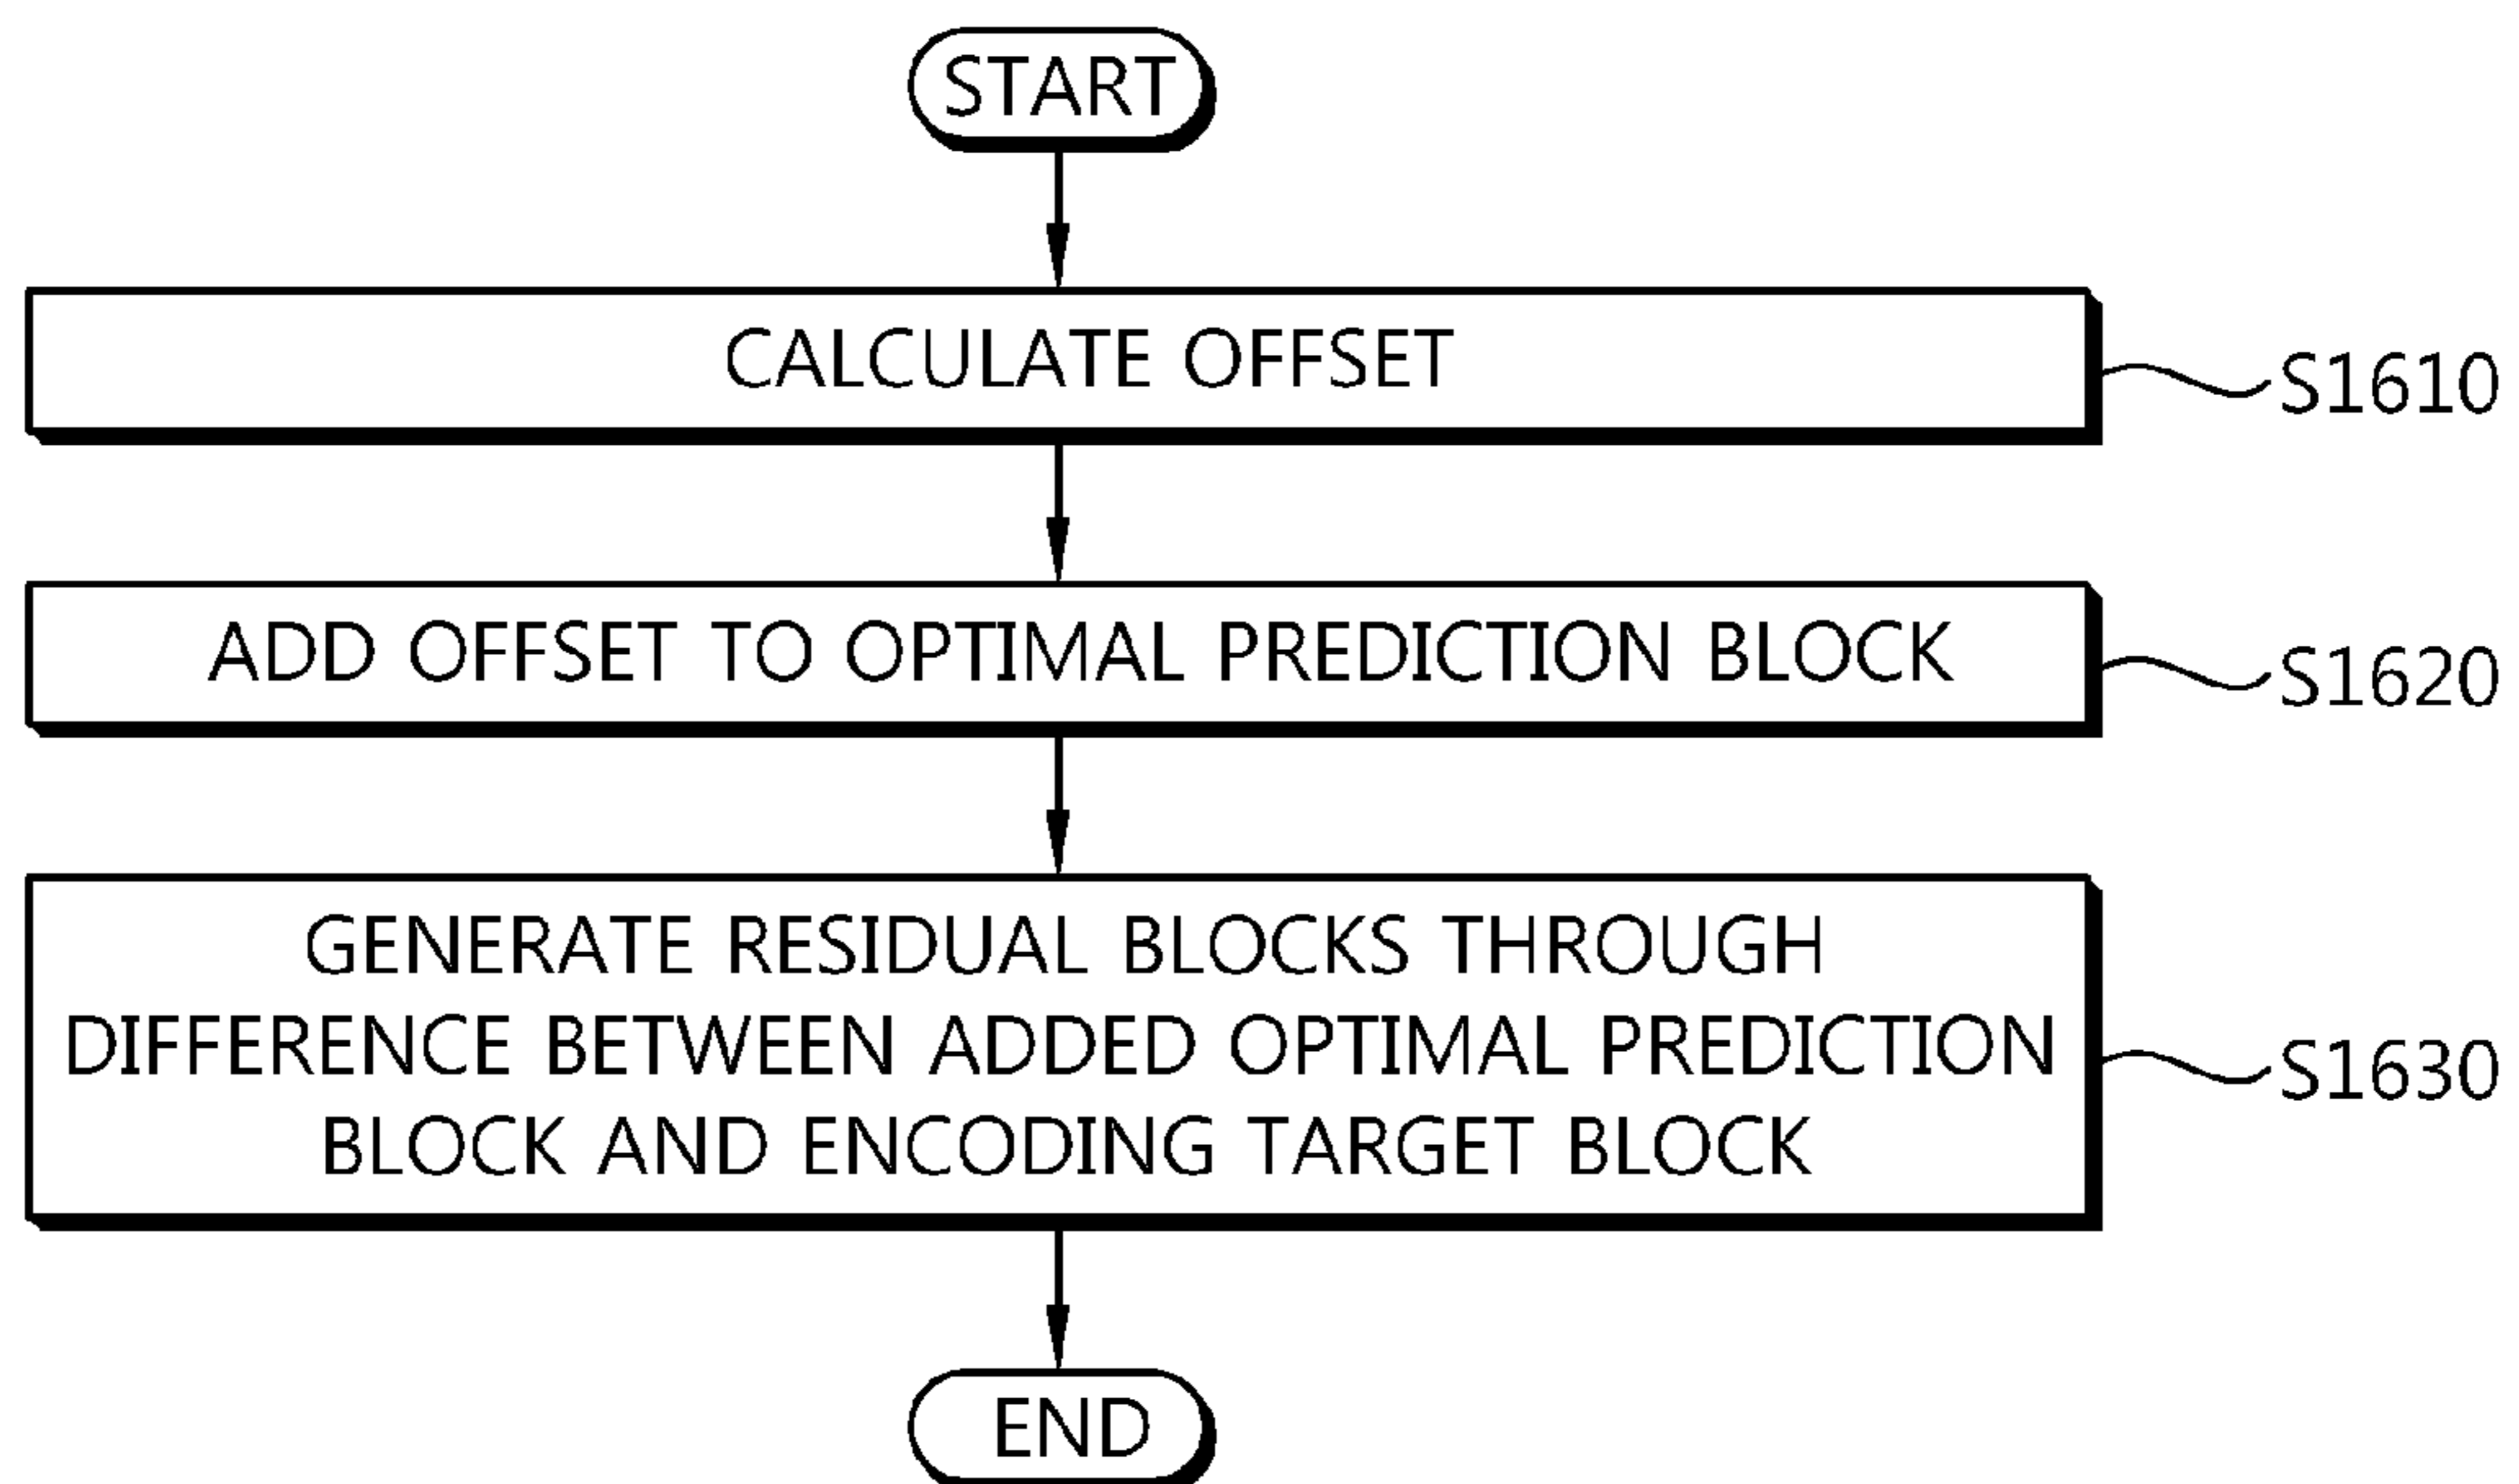 START
CALCULATE OFFSET
S1610
ADD OFFSET TO OPTIMAL PREDICTION BLOCK
S1620
GENERATE RESIDUAL BLOCKS THROUGH
DIFFERENCE BETWEEN ADDED OPTIMAL PREDICTION
BLOCK AND ENCODING TARGET BLOCK
S1630
END